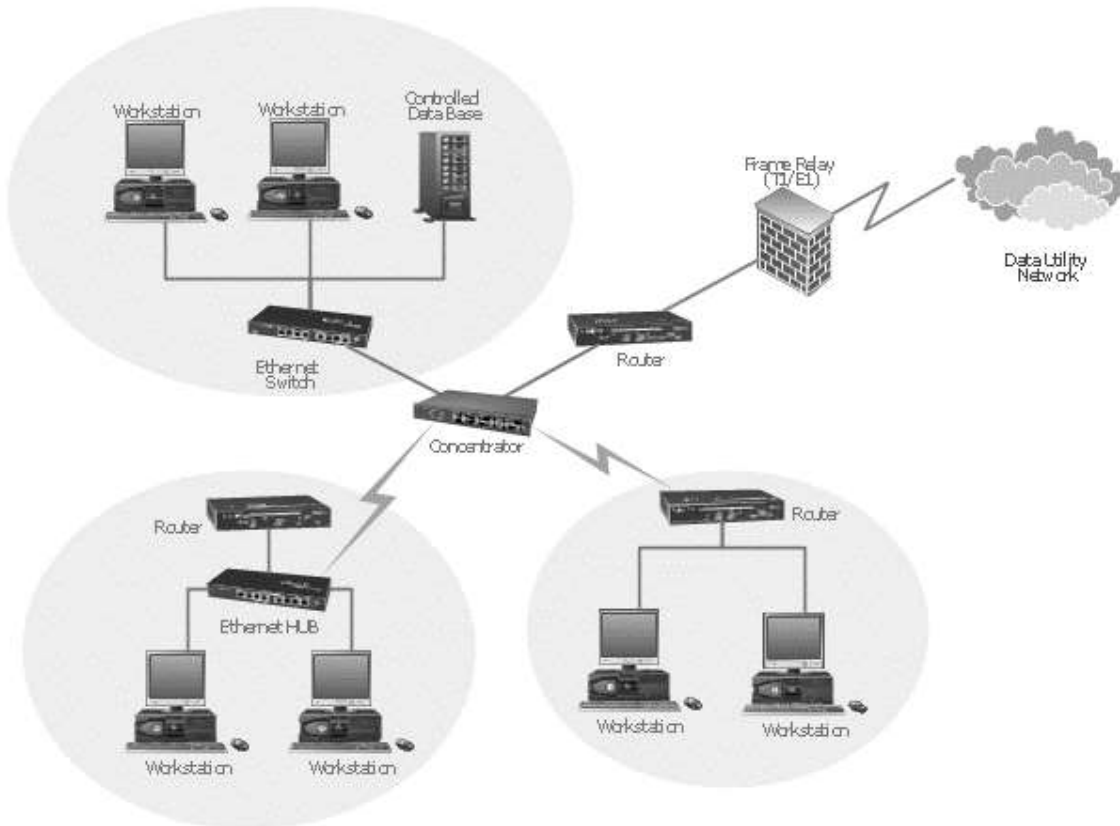 Workstation
Workstation
Controlled
Data Base
Frame Relay
(T1/E1)
Data Utility
Network
Ethernet
Switch
Router
Concentrator
Router
Router
Ethernet HUB
Workstation
Workstation
Workstation
Workstation